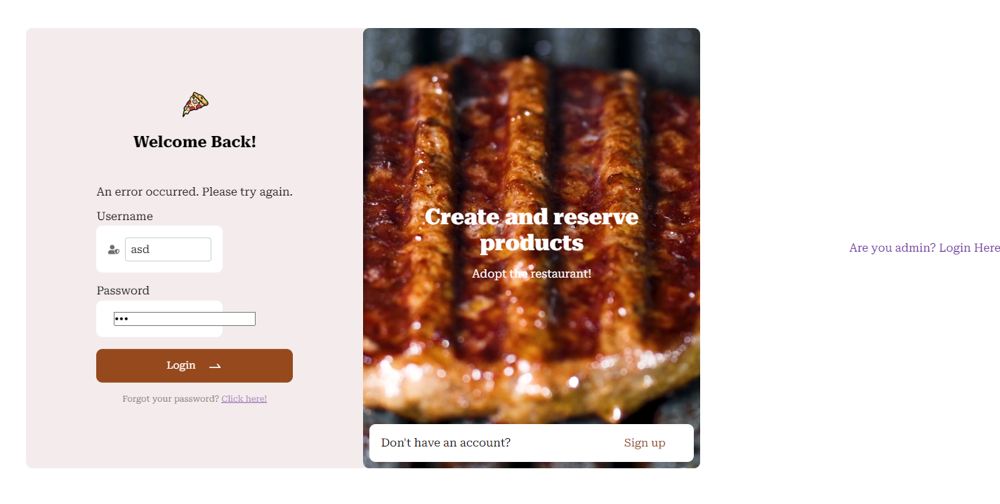 Welcome Back!
An error occurred. Please try again.
Username
asd
Password
•••
Login
Forgot your password? Click here!
Create and reserve
products
Adopt the restaurant!
Don't have an account?
Sign up
Are you admin? Login Here